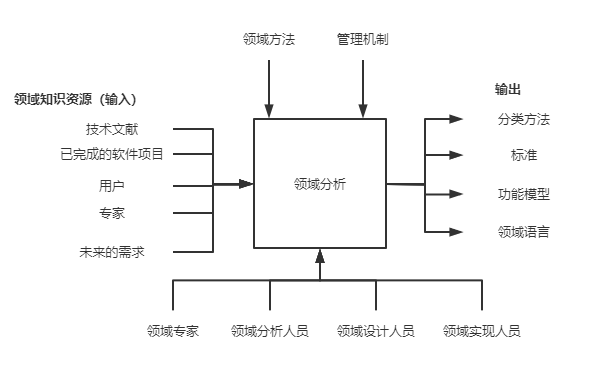 领域方法
管理机制
领域知识资源（输入）
输出
技术文献
分类方法
已完成的软件项目
标准
领域分析
用户
功能模型
专家
领域语言
未来的需求
领域专家
领域分析人员
领域设计人员
领域实现人员